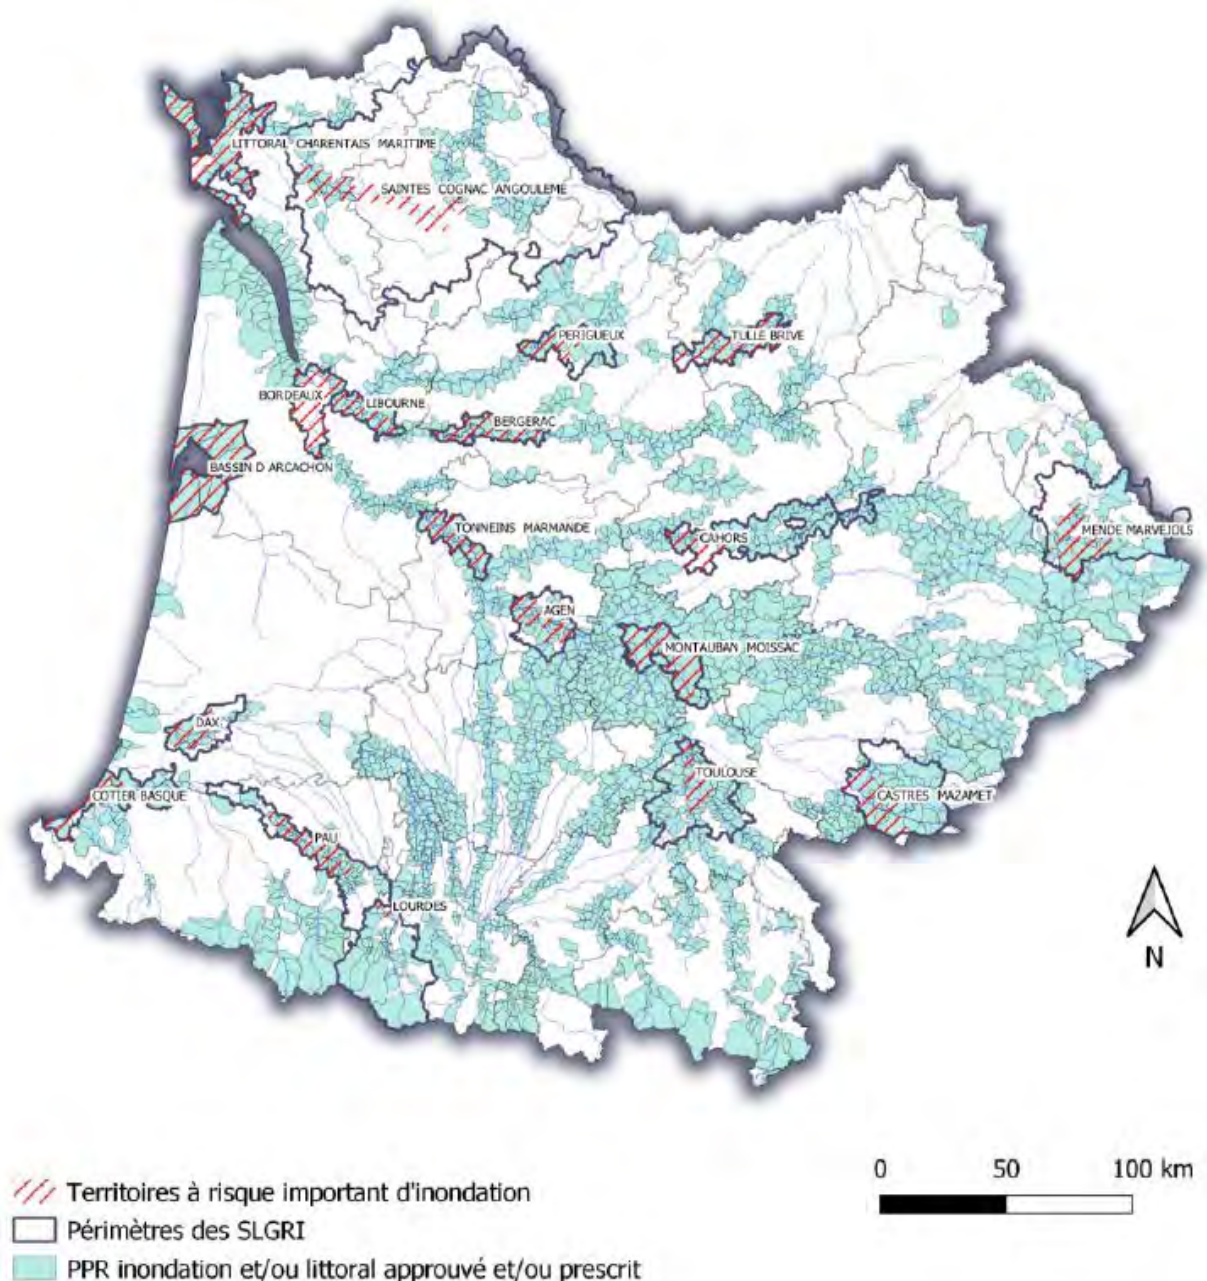 LITTORAL CHARENTAIS MARITIME
SAINTES COGNAC ANGOULEME
PERIGUEUX
TULLE BRIVE
BORDEAUX
LIBOURNE
BERGERAC
BASSIN D ARCACHON
TONNEINS MARMANDE
CAHORS
MENDE MARVEJOLS
AGEN
MONTAUBAN MOISSAC
DAX
TOULOUSE
COTIER BASQUE
CASTRES MAZAMET
PAU
LOURDES
N
0 50 100 km
Territoires à risque important d'inondation
Périmètres des SLGRI
PPR inondation et/ou littoral approuvé et/ou prescrit